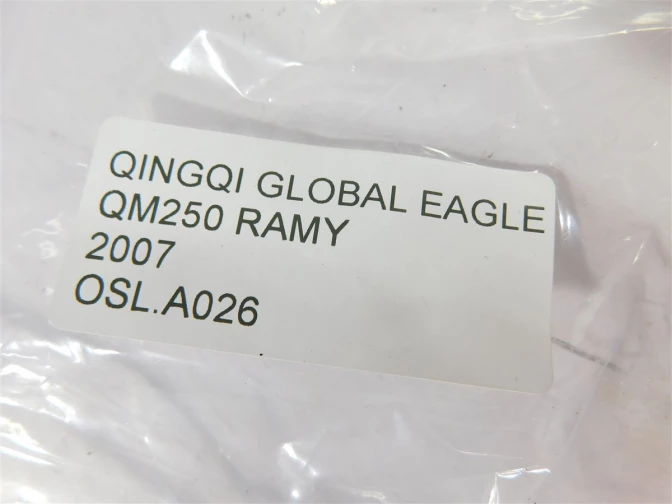 QINGQI GLOBAL EAGLE
QM250 RAMY
2007
OSL.A026